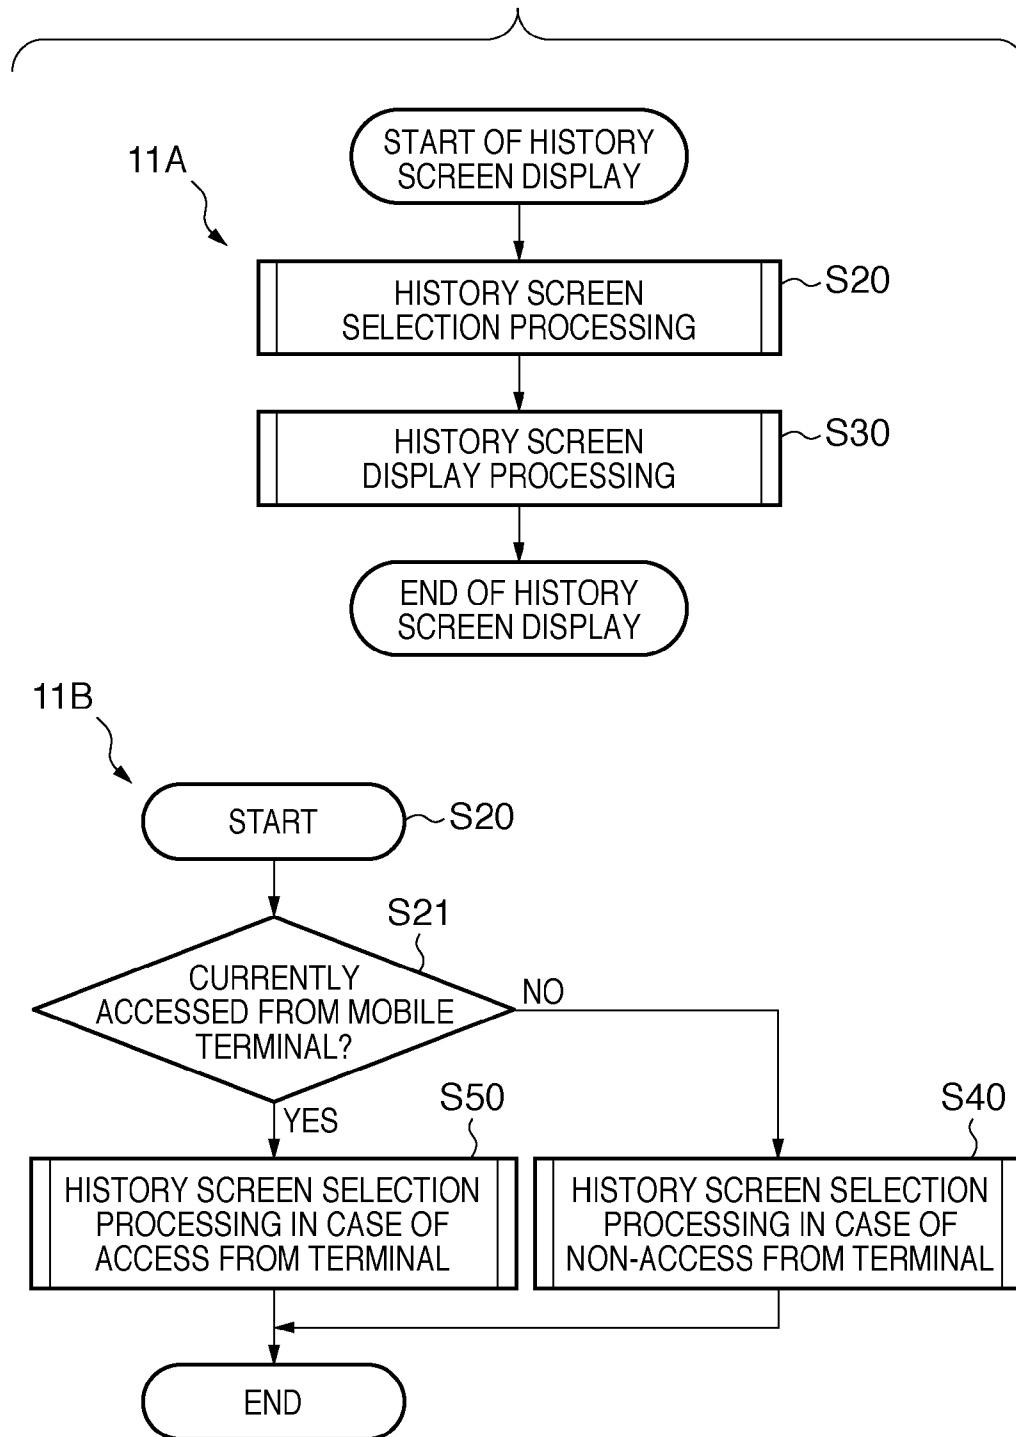 11A
START OF HISTORY
SCREEN DISPLAY
HISTORY SCREEN
SELECTION PROCESSING
S20
HISTORY SCREEN
DISPLAY PROCESSING
S30
END OF HISTORY
SCREEN DISPLAY
11B
START
S20
S21
CURRENTLY
ACCESSED FROM MOBILE
TERMINAL?
NO
YES
S50
HISTORY SCREEN SELECTION
PROCESSING IN CASE OF
ACCESS FROM TERMINAL
S40
HISTORY SCREEN SELECTION
PROCESSING IN CASE OF
NON-ACCESS FROM TERMINAL
END